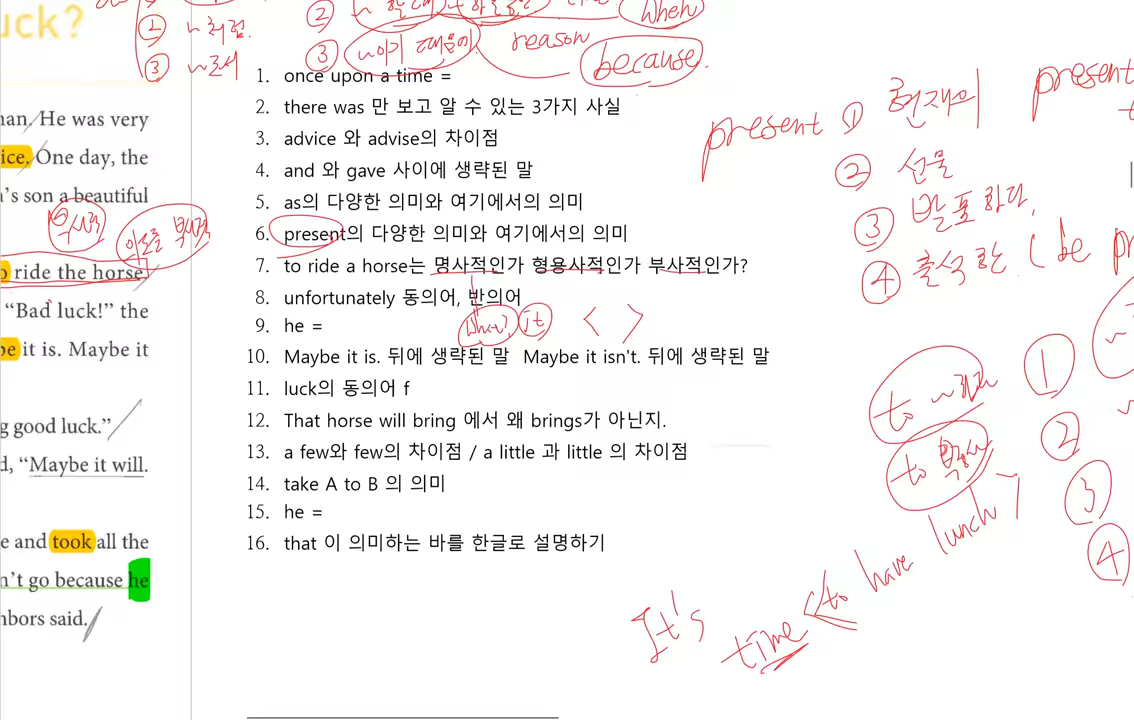 uck?
② ~처럼.
③ ~로서
②
when
③ ~이기 때문에 reason
because.
man. He was very
ice. One day, the
's son a beautiful
부사적
ride the horse.
"Bad luck!" the
be it is. Maybe it
g good luck."
d, "Maybe it will.
e and took all the
n't go because he
hbors said.
1. once upon a time =
2. there was 만 보고 알 수 있는 3가지 사실
3. advice 와 advise의 차이점
4. and 와 gave 사이에 생략된 말
5. as의 다양한 의미와 여기에서의 의미
6. present의 다양한 의미와 여기에서의 의미
7. to ride a horse는 명사적인가 형용사적인가 부사적인가?
8. unfortunately 동의어, 반의어
what? it < >
9. he =
10. Maybe it is. 뒤에 생략된 말 Maybe it isn't. 뒤에 생략된 말
11. luck의 동의어 f
12. That horse will bring 에서 왜 brings가 아닌지.
13. a few와 few의 차이점 / a little 과 little 의 차이점
14. take A to B 의 의미
15. he =
16. that 이 의미하는 바를 한글로 설명하기
present ① 현재의
② 선물
③ 발표하다,
④ 출석한 (be pr
present
to
①
to
②
③
④
It's time <to have lunch>